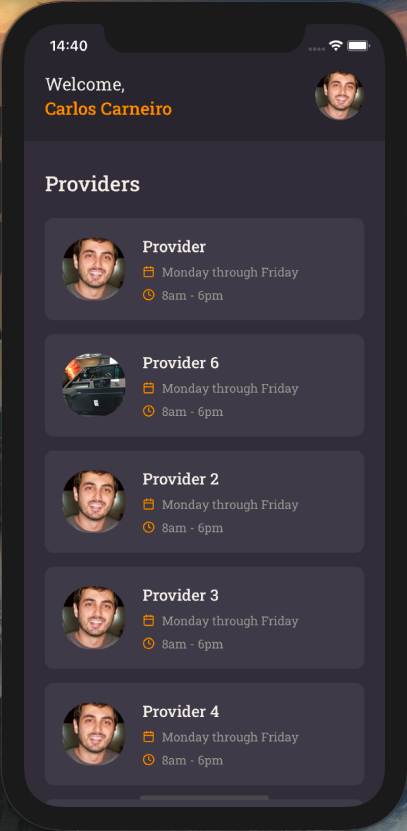 14:40
Welcome,
Carlos Carneiro
Providers
Provider
Monday through Friday
8am - 6pm
Provider 6
Monday through Friday
8am - 6pm
Provider 2
Monday through Friday
8am - 6pm
Provider 3
Monday through Friday
8am - 6pm
Provider 4
Monday through Friday
8am - 6pm